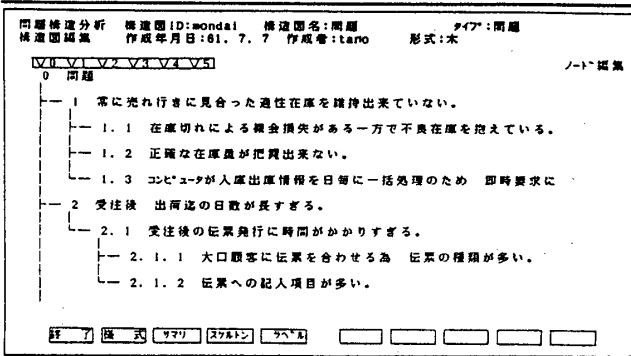 問題構造分析 構造図ID:mondai 構造図名:問題 タイプ:問題
構造図編集 作成年月日:61. 7. 7 作成者:taro 形式:木
▽0 ▽1 ▽2 ▽3 ▽4 ▽5 ノード編集
0 問題
1 常に売れ行きに見合った適性在庫を維持出来ていない。
1. 1 在庫切れによる機会損失がある一方で不良在庫を抱えている。
1. 2 正確な在庫量が把握出来ない。
1. 3 コンピュータが入庫出庫情報を日毎に一括処理のため 即時要求に
2 受注後 出荷迄の日数が長すぎる。
2. 1 受注後の伝票発行に時間がかかりすぎる。
2. 1. 1 大口顧客に伝票を合わせる為 伝票の種類が多い。
2. 1. 2 伝票への記入項目が多い。
終 了 様 式 サマリ スケルトン ラベル